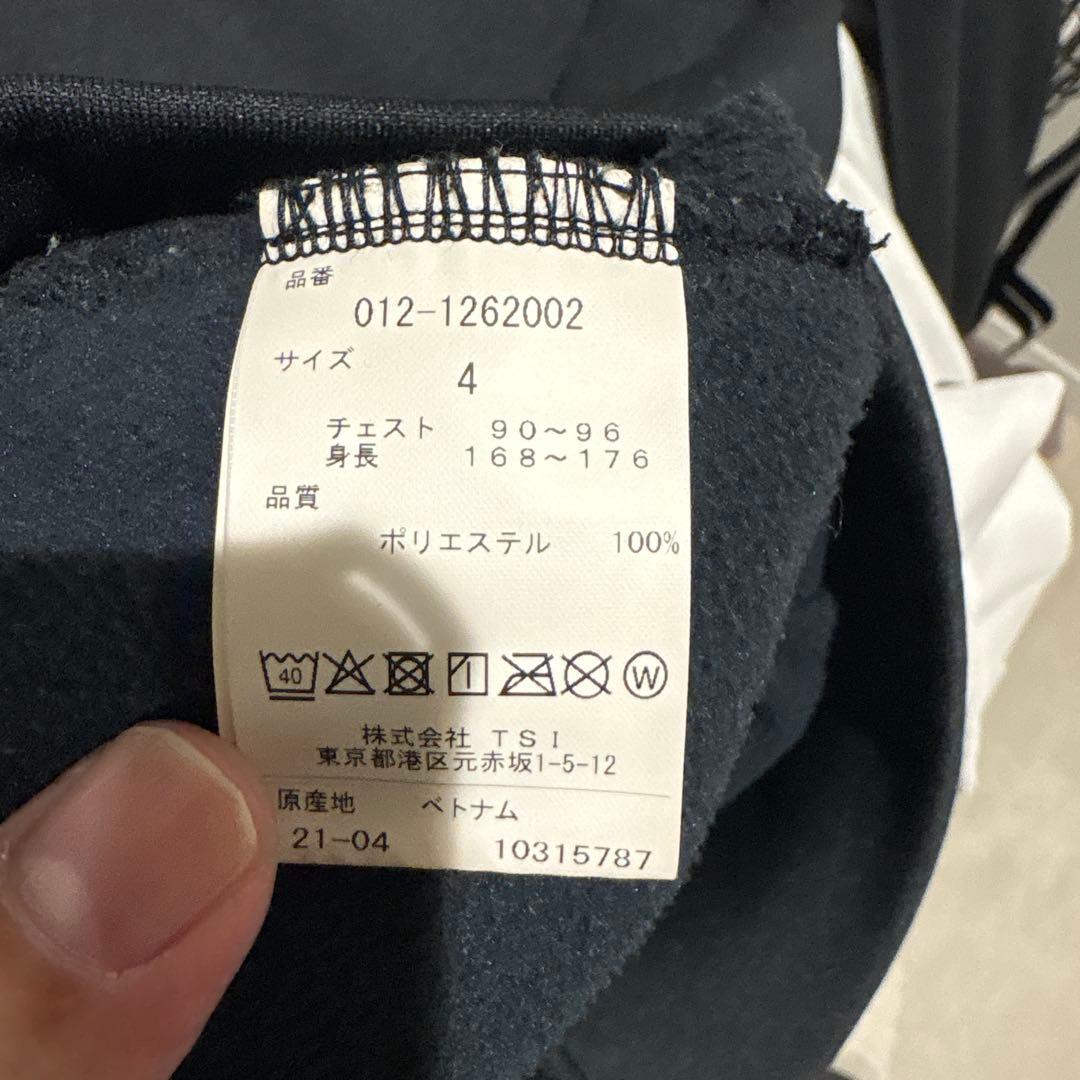 品番
012-1262002
サイズ
4
チェスト 90～96
身長 168～176
品質
ポリエステル 100%
40
W
株式会社 TSI
東京都港区元赤坂1-5-12
原産地 ベトナム
21-04 10315787